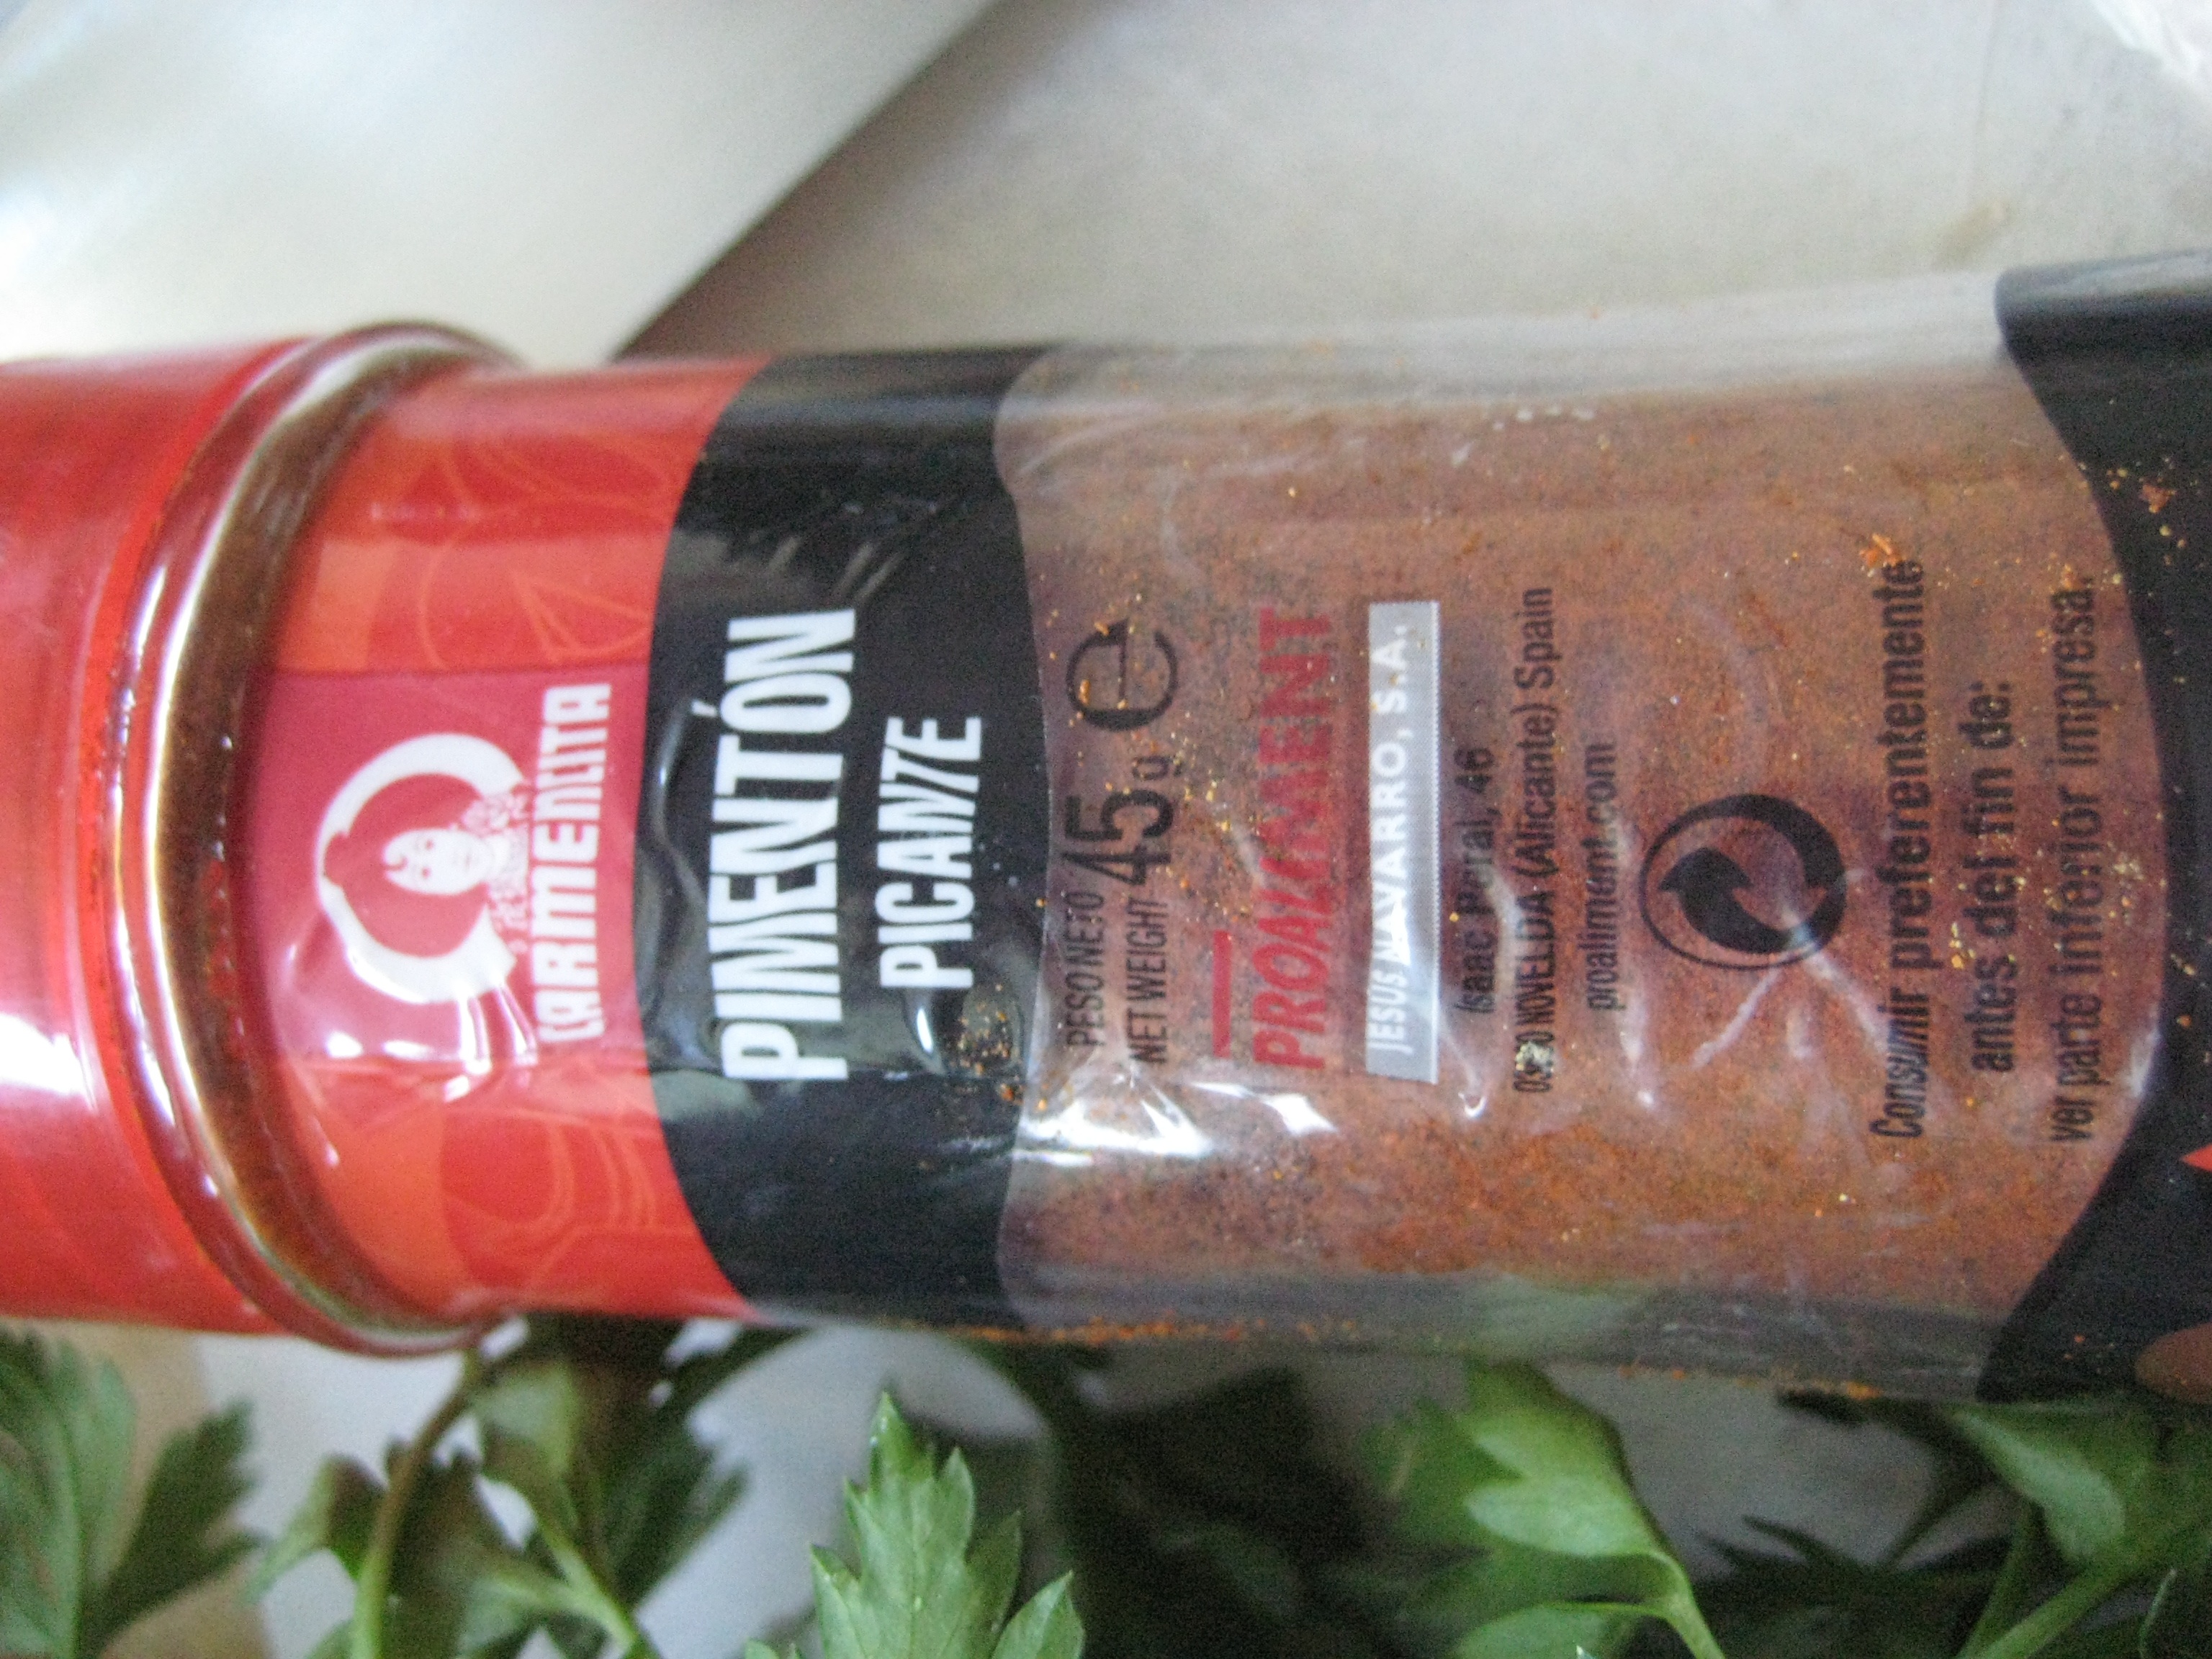 CARMENCITA
PIMENTÓN
PICANTE
PESO NETO
NET WEIGHT 45 g e
PROALIMENT
JESUS NAVARRO, S.A.
Isaac Peral, 46
NOVELDA (Alicante) Spain
proaliment.com
Consumir preferentemente
antes del fin de:
ver parte inferior impresa.